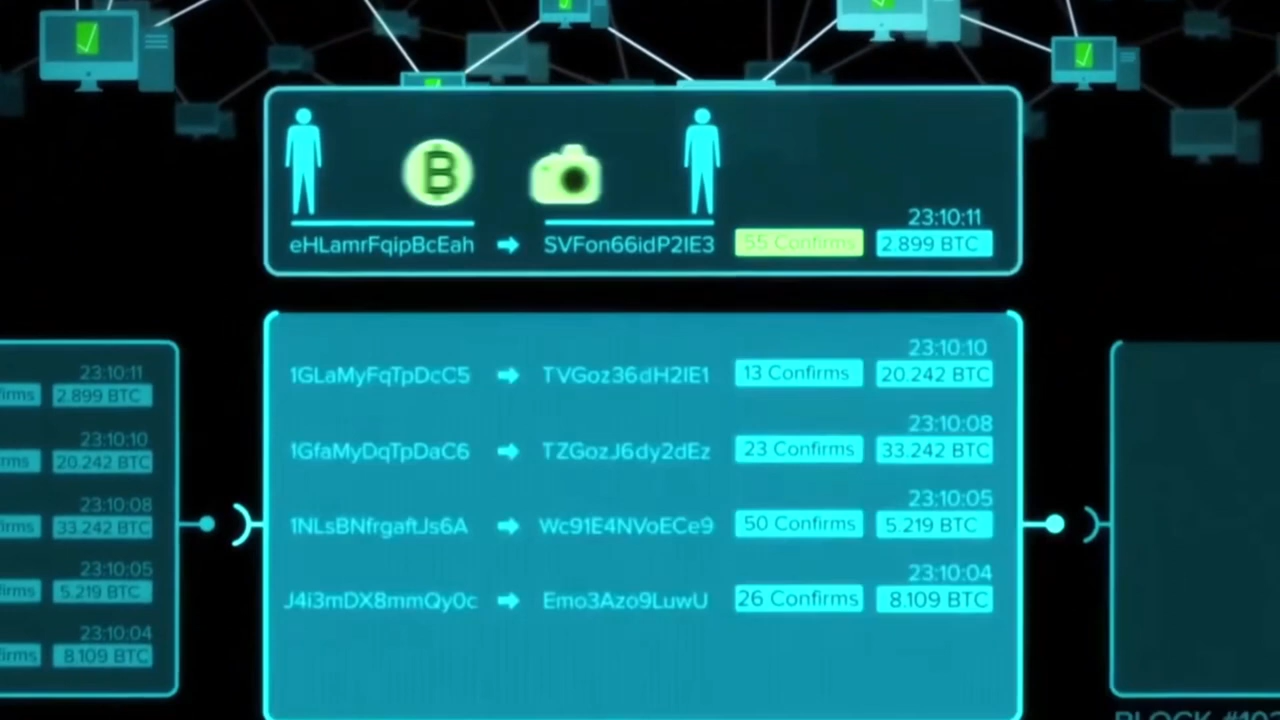 23:10:11
eHLamrFqipBcEah → SVFon66idP2IE3 55 Confirms 2.899 BTC
23:10:10
1GLaMyFqTpDcC5 → TVGoz36dH2IE1 13 Confirms 20.242 BTC
23:10:08
1GfaMyDqTpDaC6 → TZGozJ6dy2dEz 23 Confirms 33.242 BTC
23:10:05
1NLsBNfrgaftJs6A → Wc91E4NVoECe9 50 Confirms 5.219 BTC
23:10:04
J4i3mDX8mmQy0c → Emo3Azo9LuwU 26 Confirms 8.109 BTC
23:10:11
2.899 BTC
23:10:10
20.242 BTC
23:10:08
33.242 BTC
23:10:05
5.219 BTC
23:10:04
8.109 BTC